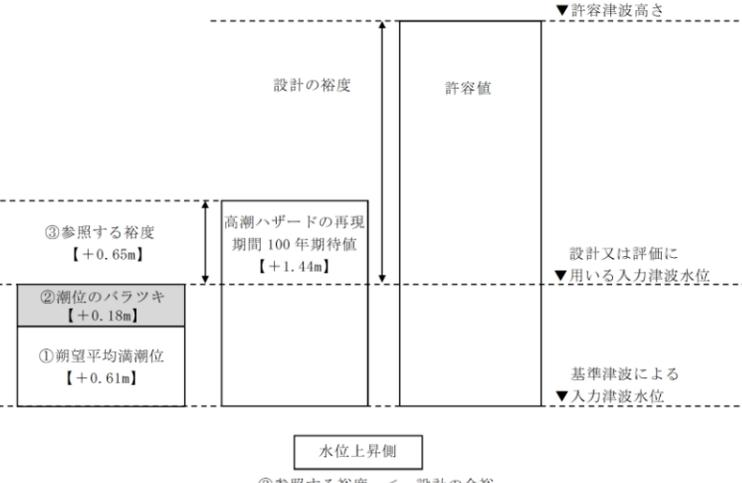 ▼許容津波高さ
設計の裕度
許容値
高潮ハザードの再現
期間 100 年期待値
【+1.44m】
③参照する裕度
【+0.65m】
設計又は評価に
▼用いる入力津波水位
②潮位のバラツキ
【+0.18m】
①朔望平均満潮位
【+0.61m】
基準津波による
▼入力津波水位
水位上昇側